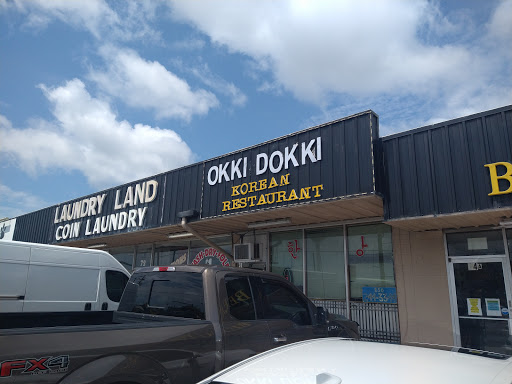 LAUNDRY LAND
COIN LAUNDRY
OKKI DOKKI
KOREAN
RESTAURANT
B
FX4